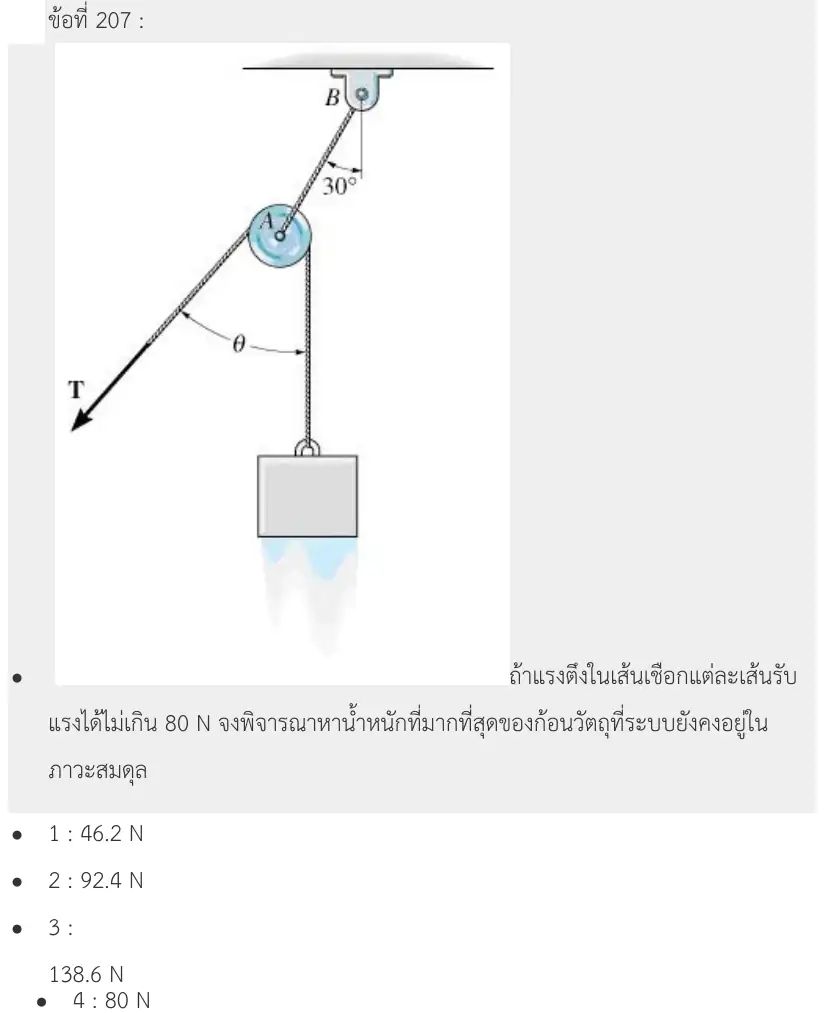 ข้อที่ 207 :
B
30°
A
θ
T
ถ้าแรงตึงในเส้นเชือกแต่ละเส้นรับ
แรงได้ไม่เกิน 80 N จงพิจารณาหาน้ำหนักที่มากที่สุดของก้อนวัตถุที่ระบบยังคงอยู่ใน
ภาวะสมดุล
1 : 46.2 N
2 : 92.4 N
3 :
138.6 N
4 : 80 N